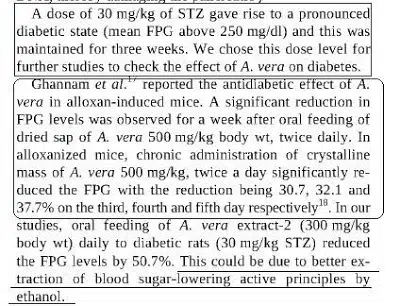 A dose of 30 mg/kg of STZ gave rise to a pronounced
diabetic state (mean FPG above 250 mg/dl) and this was
maintained for three weeks. We chose this dose level for
further studies to check the effect of A. vera on diabetes.
Ghannam et al.17 reported the antidiabetic effect of A.
vera in alloxan-induced mice. A significant reduction in
FPG levels was observed for a week after oral feeding of
dried sap of A. vera 500 mg/kg body wt, twice daily. In
alloxanized mice, chronic administration of crystalline
mass of A. vera 500 mg/kg, twice a day significantly re-
duced the FPG with the reduction being 30.7, 32.1 and
37.7% on the third, fourth and fifth day respectively18. In our
studies, oral feeding of A. vera extract-2 (300 mg/kg
body wt) daily to diabetic rats (30 mg/kg STZ) reduced
the FPG levels by 50.7%. This could be due to better ex-
traction of blood sugar-lowering active principles by
ethanol.